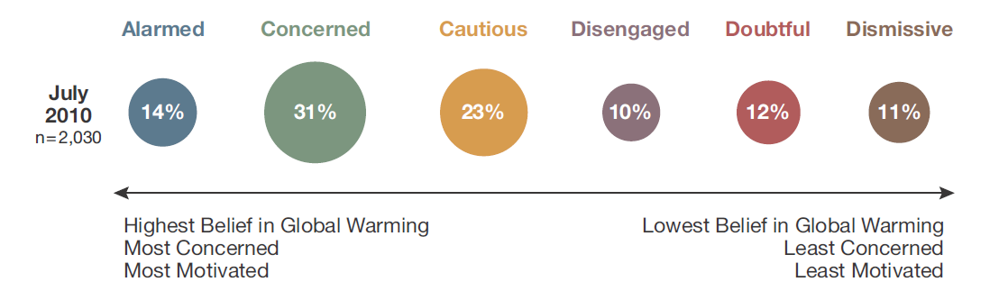 Alarmed Concerned Cautious Disengaged Doubtful Dismissive
July
2010
n=2,030
14% 31% 23% 10% 12% 11%
Highest Belief in Global Warming
Most Concerned
Most Motivated
Lowest Belief in Global Warming
Least Concerned
Least Motivated